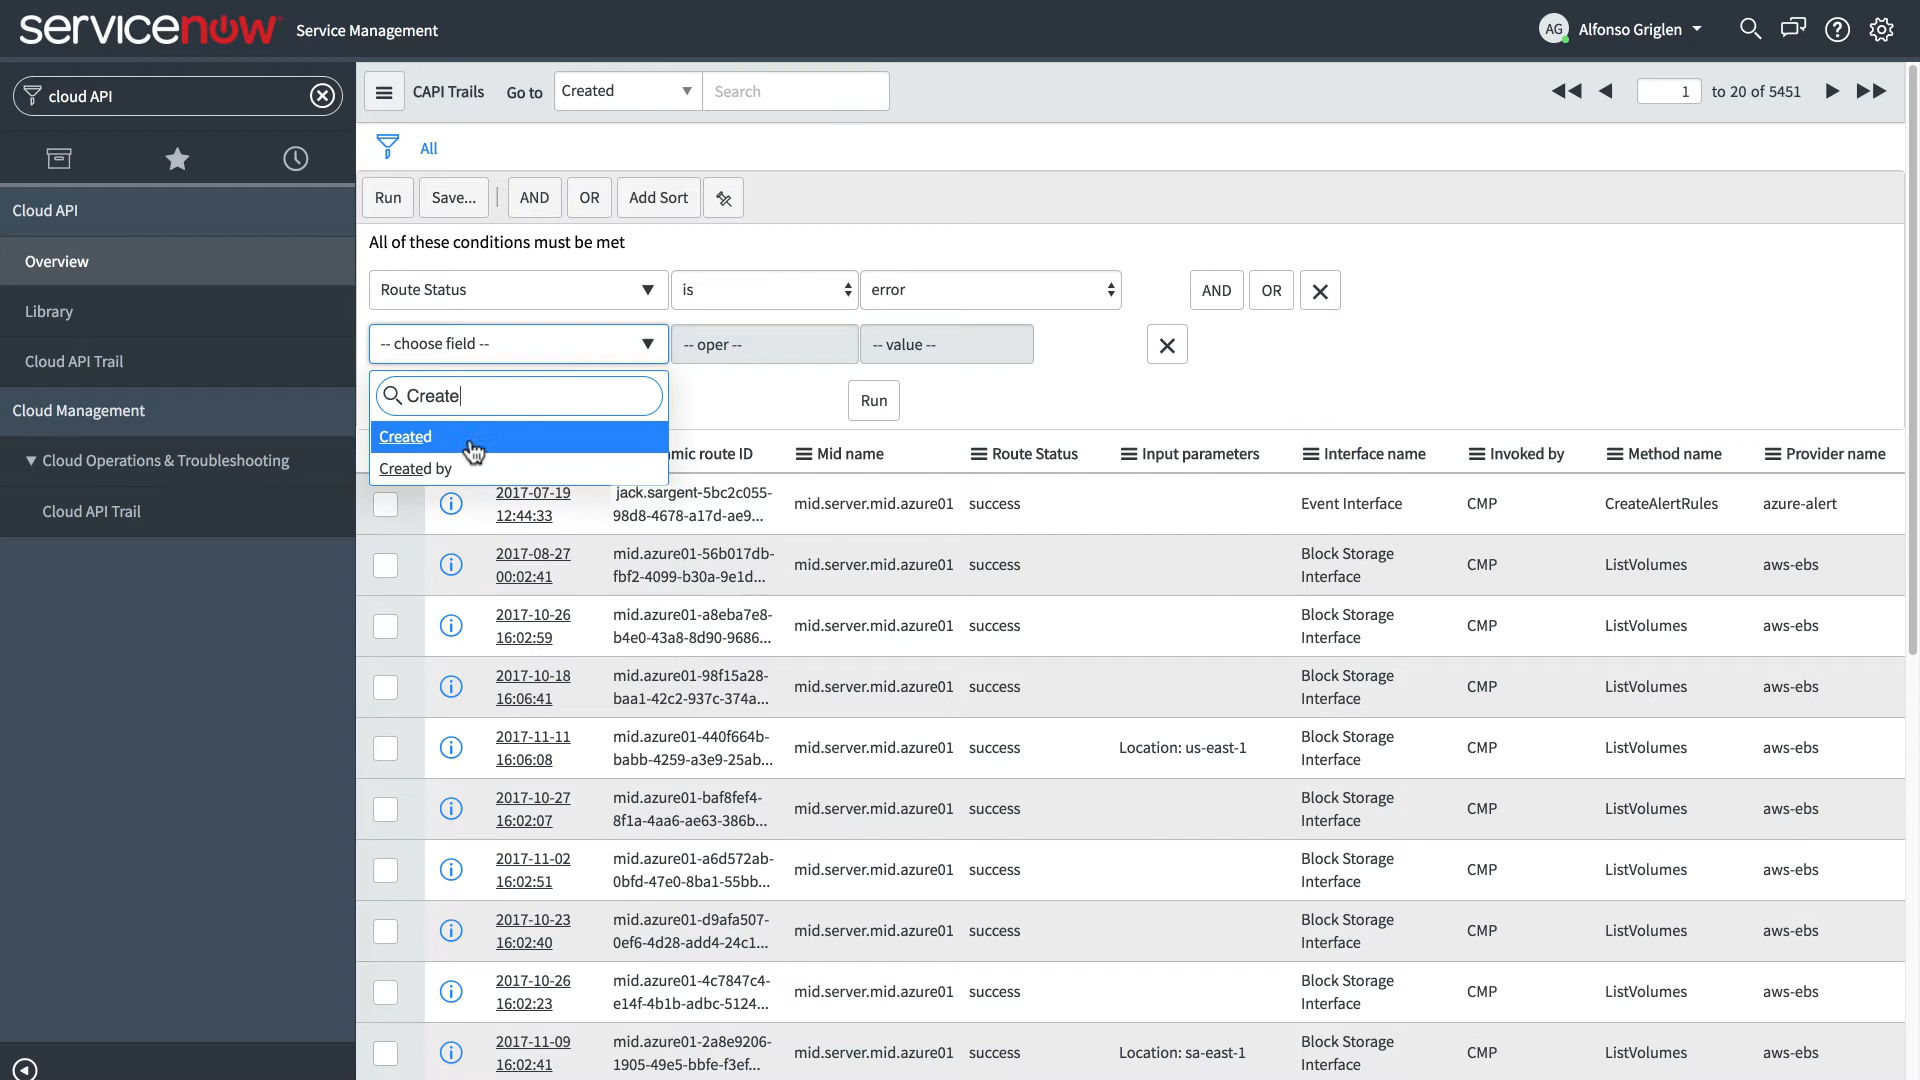 servicenow Service Management
AG Alfonso Griglen
cloud API
Cloud API
Overview
Library
Cloud API Trail
Cloud Management
Cloud Operations & Troubleshooting
Cloud API Trail
CAPI Trails Go to Created Search
1 to 20 of 5451
All
Run Save... AND OR Add Sort
All of these conditions must be met
Route Status is error AND OR
-- choose field -- -- oper -- -- value --
Create
Run
Created
Created by
mic route ID Mid name Route Status Input parameters Interface name Invoked by Method name Provider name
2017-07-19 12:44:33 jack.sargent-5bc2c055-98d8-4678-a17d-ae9... mid.server.mid.azure01 success Event Interface CMP CreateAlertRules azure-alert
2017-08-27 00:02:41 mid.azure01-56b017db-fbf2-4099-b30a-9e1d... mid.server.mid.azure01 success Block Storage Interface CMP ListVolumes aws-ebs
2017-10-26 16:02:59 mid.azure01-a8eba7e8-b4e0-43a8-8d90-9686... mid.server.mid.azure01 success Block Storage Interface CMP ListVolumes aws-ebs
2017-10-18 16:06:41 mid.azure01-98f15a28-baa1-42c2-937c-374a... mid.server.mid.azure01 success Block Storage Interface CMP ListVolumes aws-ebs
2017-11-11 16:06:08 mid.azure01-440f664b-babb-4259-a3e9-25ab... mid.server.mid.azure01 success Location: us-east-1 Block Storage Interface CMP ListVolumes aws-ebs
2017-10-27 16:02:07 mid.azure01-baf8fef4-8f1a-4aa6-ae63-386b... mid.server.mid.azure01 success Block Storage Interface CMP ListVolumes aws-ebs
2017-11-02 16:02:51 mid.azure01-a6d572ab-0bfd-47e0-8ba1-55bb... mid.server.mid.azure01 success Block Storage Interface CMP ListVolumes aws-ebs
2017-10-23 16:02:40 mid.azure01-d9afa507-0ef6-4d28-add4-24c1... mid.server.mid.azure01 success Block Storage Interface CMP ListVolumes aws-ebs
2017-10-26 16:02:23 mid.azure01-4c7847c4-e14f-4b1b-adbc-5124... mid.server.mid.azure01 success Block Storage Interface CMP ListVolumes aws-ebs
2017-11-09 16:02:41 mid.azure01-2a8e9206-1905-49e5-bbfe-f3ef... mid.server.mid.azure01 success Location: sa-east-1 Block Storage Interface CMP ListVolumes aws-ebs